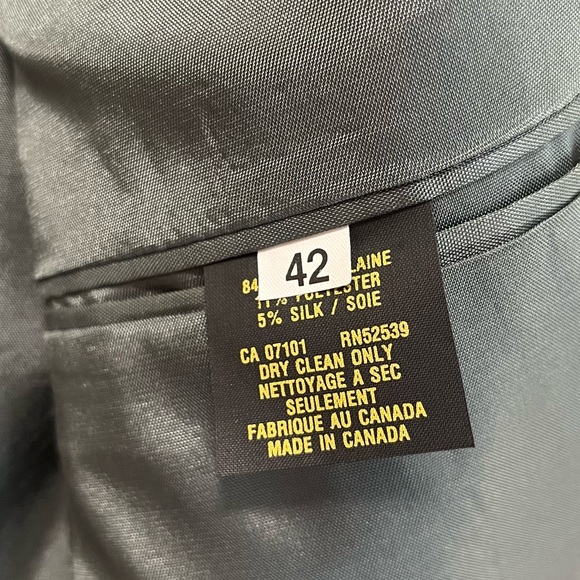 42
84 LAINE
11% POLYESTER
5% SILK / SOIE
CA 07101 RN52539
DRY CLEAN ONLY
NETTOYAGE A SEC
SEULEMENT
FABRIQUE AU CANADA
MADE IN CANADA